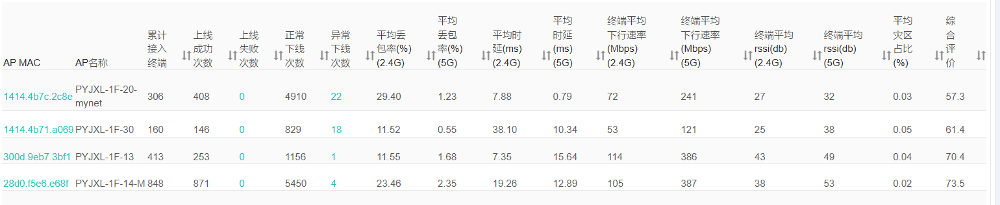 AP MAC
AP名称
累计
接入
终端
上线
成功
次数
上线
失败
次数
正常
下线
次数
异常
下线
次数
平均丢
包率(%)
(2.4G)
平均
丢包
率(%)
(5G)
平均时
延(ms)
(2.4G)
平均
时延
(ms)
(5G)
终端平均
下行速率
(Mbps)
(2.4G)
终端平均
下行速率
(Mbps)
(5G)
终端平均
rssi(db)
(2.4G)
终端平均
rssi(db)
(5G)
平均
灾区
占比
(%)
综
合
评
价
1414.4b7c.2c8e PYJXL-1F-20- 306 408 0 4910 22 29.40 1.23 7.88 0.79 72 241 27 32 0.03 57.3
mynet
1414.4b71.a069 PYJXL-1F-30 160 146 0 829 18 11.52 0.55 38.10 10.34 53 121 25 38 0.05 61.4
300d.9eb7.3bf1 PYJXL-1F-13 413 253 0 1156 1 11.55 1.68 7.35 15.64 114 386 43 49 0.04 70.4
28d0.f5e6.e68f PYJXL-1F-14-M 848 871 0 5450 4 23.46 2.35 19.26 12.89 105 387 38 53 0.02 73.5